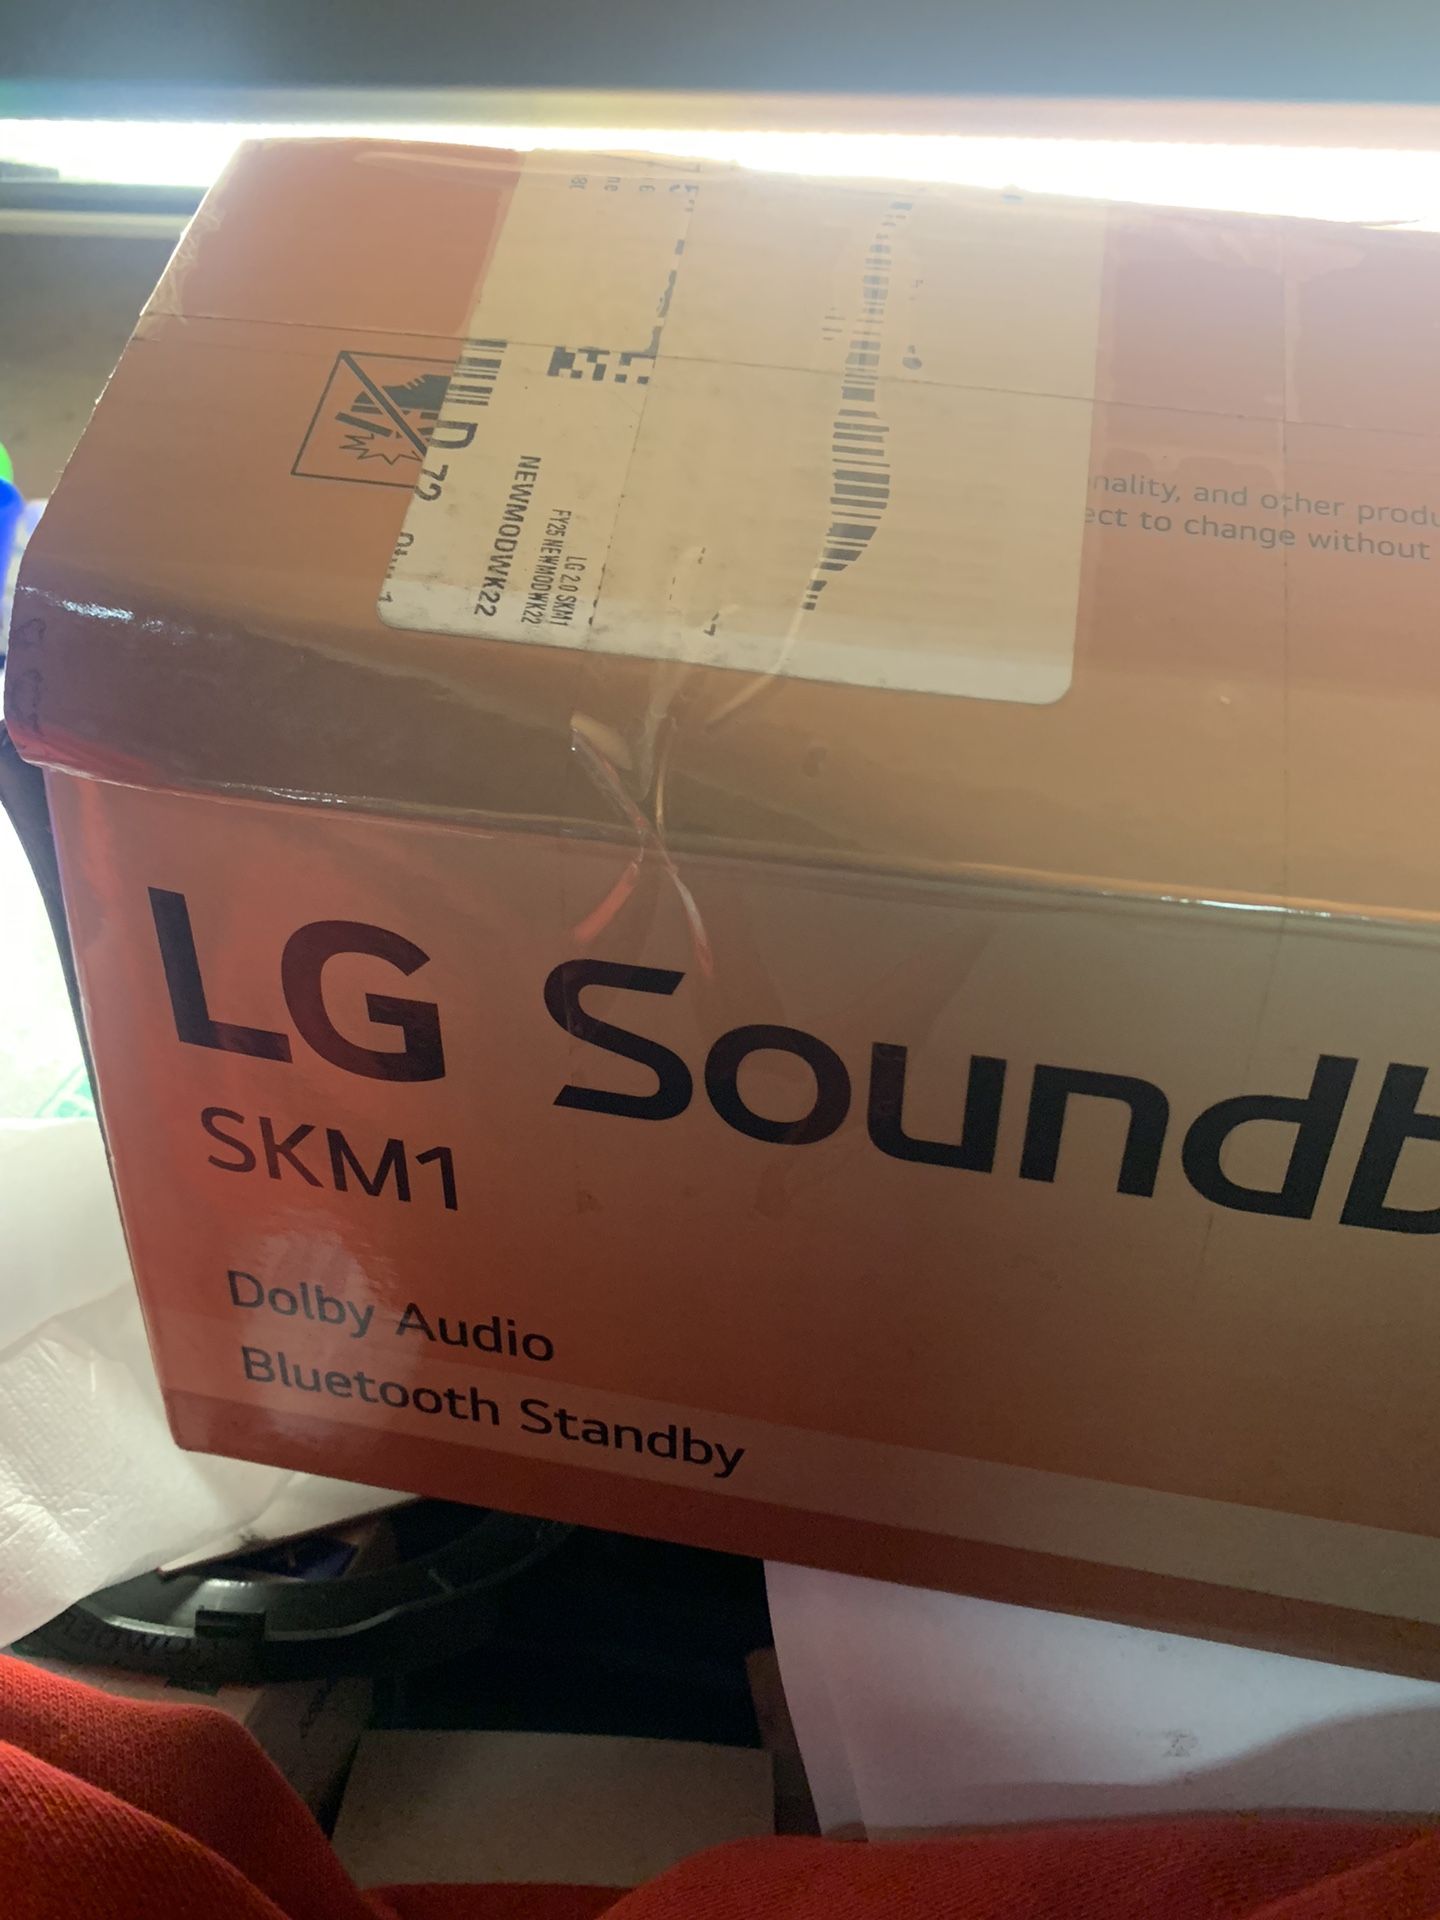 NEWMODWK22
FY25 NEWMODWK22
LG 2.0 SKM1
nality, and other produ
ect to change without
LG Soundb
SKM1
Dolby Audio
Bluetooth Standby